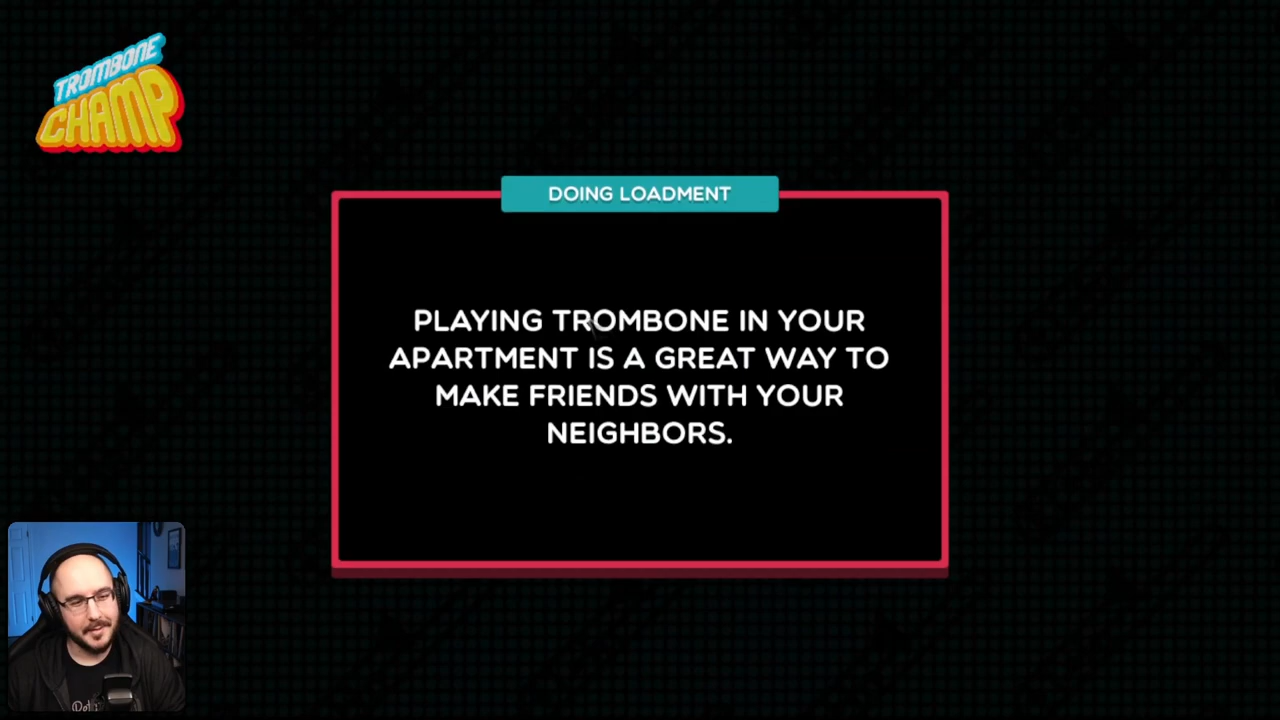 TROMBONE
CHAMP
DOING LOADMENT
PLAYING TROMBONE IN YOUR
APARTMENT IS A GREAT WAY TO
MAKE FRIENDS WITH YOUR
NEIGHBORS.